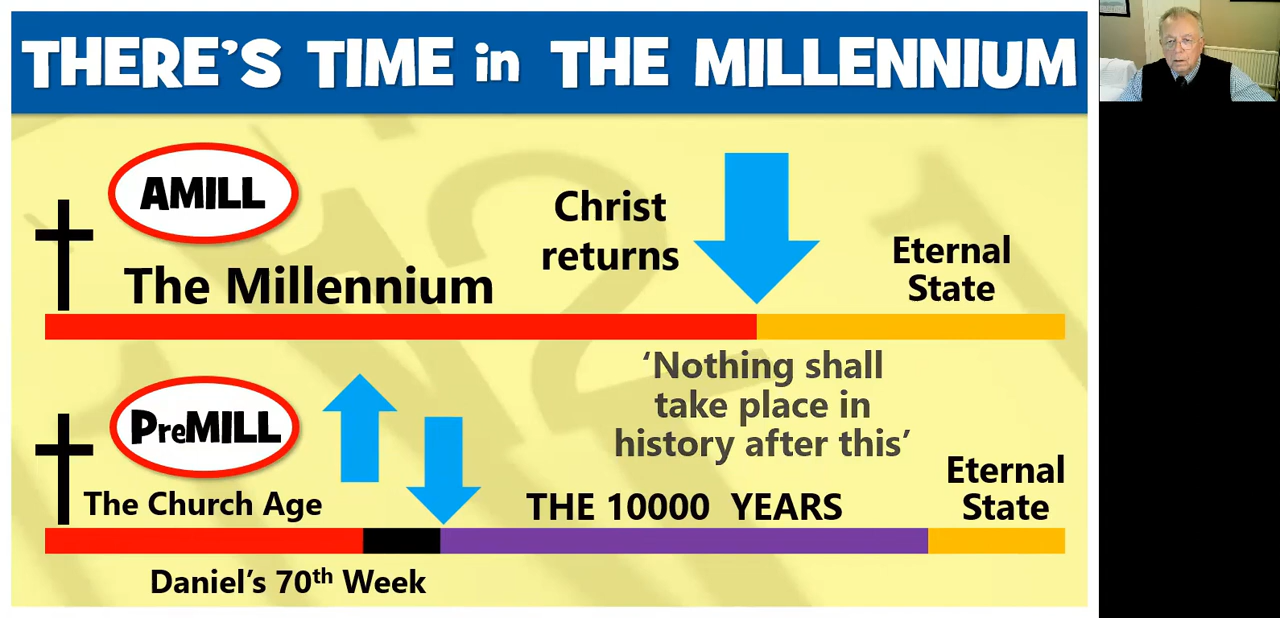 THERE'S TIME in THE MILLENNIUM
AMILL
Christ
returns
The Millennium
Eternal
State
'Nothing shall
take place in
history after this'
PreMILL
The Church Age
THE 10000 YEARS
Eternal
State
Daniel's 70th Week